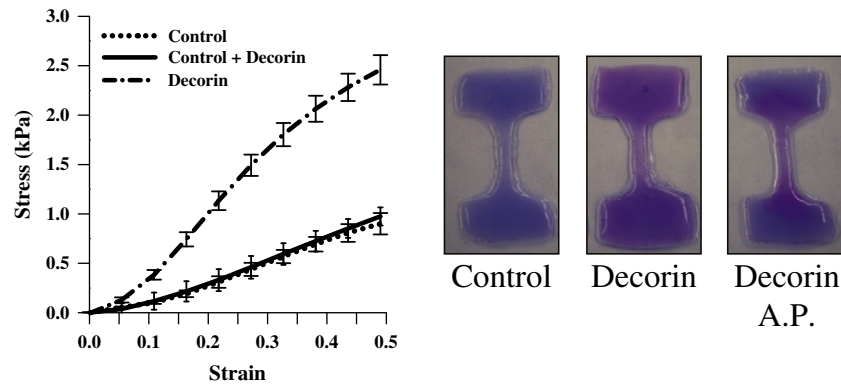 3.0
2.5
2.0
1.5
1.0
0.5
0.0
Stress (kPa)
Control
Control + Decorin
Decorin
0.0 0.1 0.2 0.3 0.4 0.5
Strain
Control Decorin Decorin
A.P.